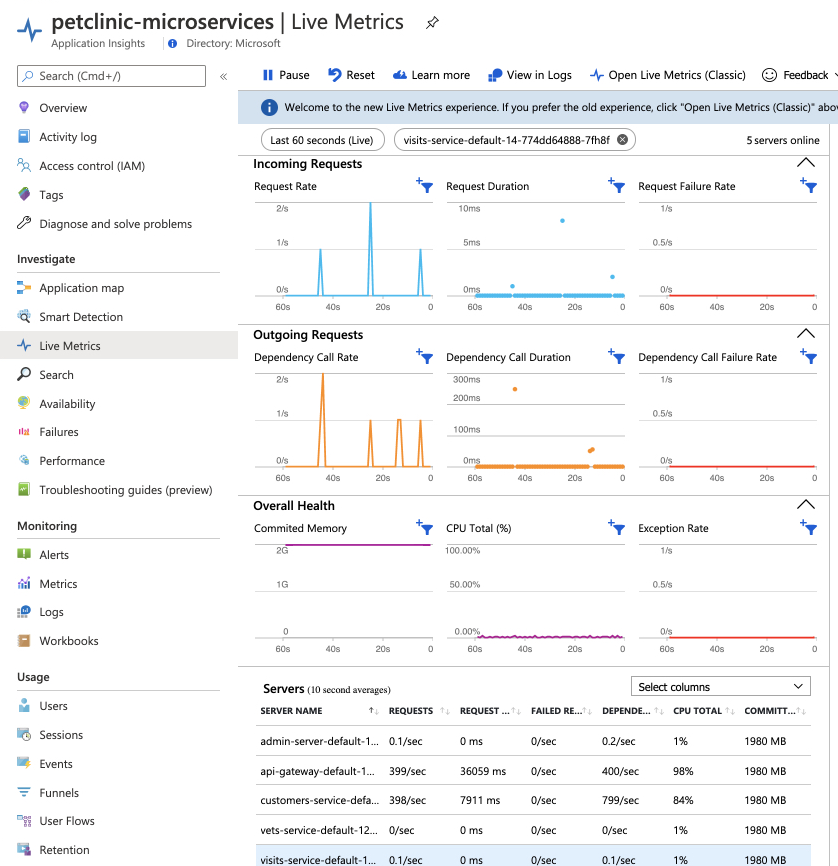 petclinic-microservices | Live Metrics
Application Insights
Directory: Microsoft
Search (Cmd+/)
«
Overview
Activity log
Access control (IAM)
Tags
Diagnose and solve problems
Investigate
Application map
Smart Detection
Live Metrics
Search
Availability
Failures
Performance
Troubleshooting guides (preview)
Monitoring
Alerts
Metrics
Logs
Workbooks
Usage
Users
Sessions
Events
Funnels
User Flows
Retention
Pause Reset Learn more View in Logs Open Live Metrics (Classic) Feedback
Welcome to the new Live Metrics experience. If you prefer the old experience, click "Open Live Metrics (Classic)" abov
Last 60 seconds (Live) visits-service-default-14-774dd64888-7fh8f 5 servers online
Incoming Requests
Request Rate
2/s
1/s
0/s
60s 40s 20s 0
Request Duration
10ms
5ms
0ms
60s 40s 20s 0
Request Failure Rate
1/s
0.5/s
0/s
60s 40s 20s 0
Outgoing Requests
Dependency Call Rate
2/s
1/s
0/s
60s 40s 20s 0
Dependency Call Duration
300ms
200ms
100ms
0ms
60s 40s 20s 0
Dependency Call Failure Rate
1/s
0.5/s
0/s
60s 40s 20s 0
Overall Health
Commited Memory
2G
1G
0
60s 40s 20s 0
CPU Total (%)
100.00%
50.00%
0.00%
60s 40s 20s 0
Exception Rate
1/s
0.5/s
0/s
60s 40s 20s 0
Servers (10 second averages)
Select columns
SERVER NAME REQUESTS REQUEST ... FAILED RE... DEPENDE... CPU TOTAL COMMITT...
admin-server-default-1... 0.1/sec 0 ms 0/sec 0.2/sec 1% 1980 MB
api-gateway-default-1... 399/sec 36059 ms 0/sec 400/sec 98% 1980 MB
customers-service-defa... 398/sec 7911 ms 0/sec 799/sec 84% 1980 MB
vets-service-default-12... 0/sec 0 ms 0/sec 0/sec 1% 1980 MB
visits-service-default-1... 0.1/sec 0 ms 0/sec 0.1/sec 1% 1980 MB